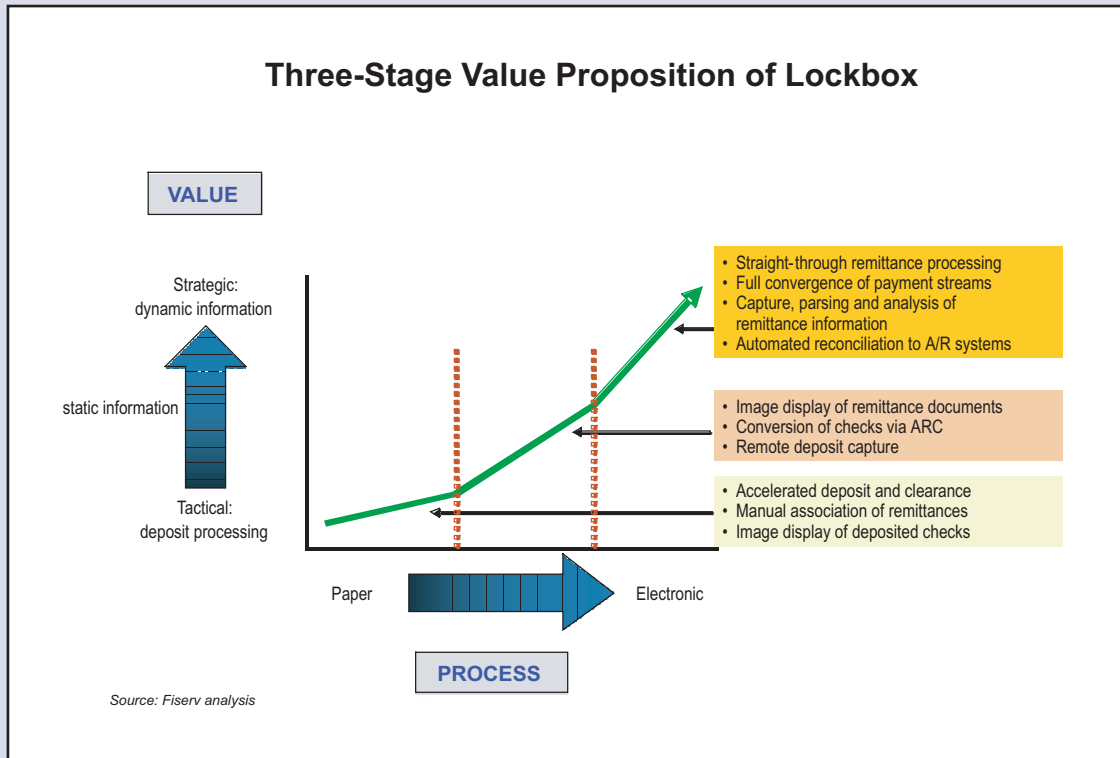 Three-Stage Value Proposition of Lockbox
VALUE
Strategic:
dynamic information
static information
Tactical:
deposit processing
• Straight-through remittance processing
• Full convergence of payment streams
• Capture, parsing and analysis of
remittance information
• Automated reconciliation to A/R systems
• Image display of remittance documents
• Conversion of checks via ARC
• Remote deposit capture
• Accelerated deposit and clearance
• Manual association of remittances
• Image display of deposited checks
Paper
Electronic
PROCESS
Source: Fiserv analysis